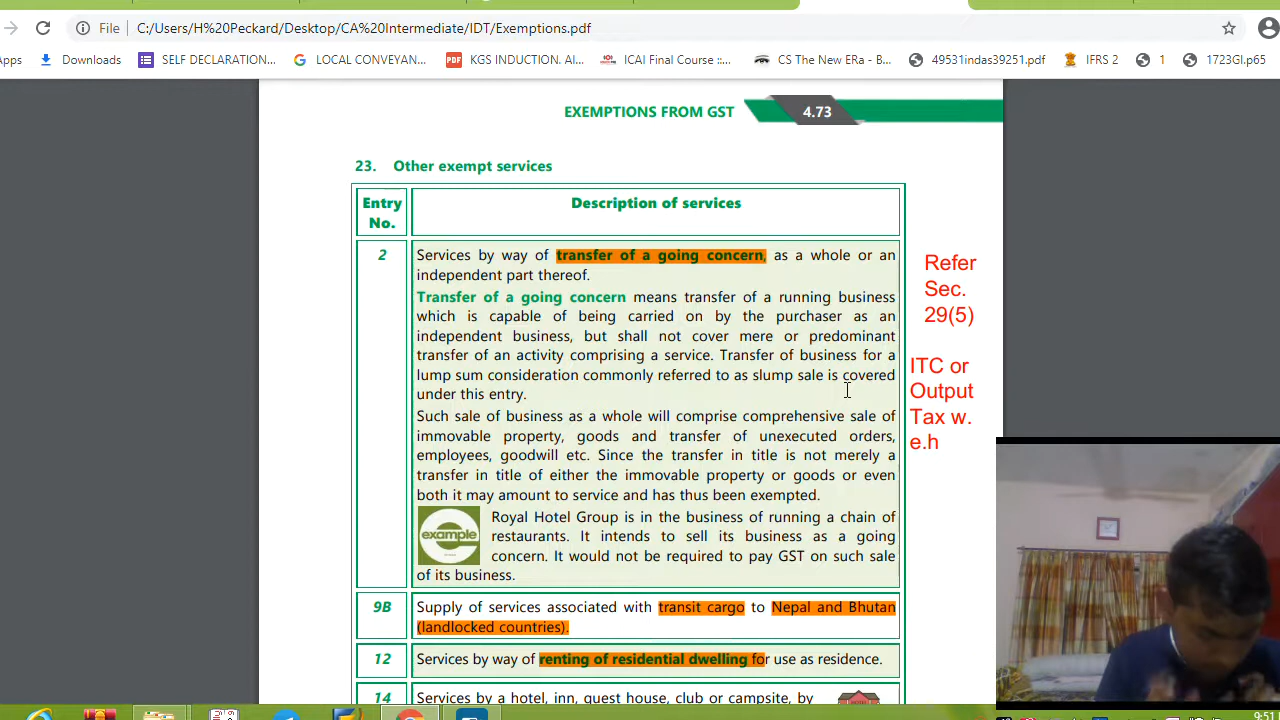 File
C:/Users/H%20Peckard/Desktop/CA%20Intermediate/IDT/Exemptions.pdf
Apps Downloads SELF DECLARATION... LOCAL CONVEYAN... KGS INDUCTION. AI... ICAI Final Course ::... CS The New ERa - B... 49531indas39251.pdf IFRS 2 1 1723GI.p65
EXEMPTIONS FROM GST 4.73
23. Other exempt services
Entry No. Description of services
2 Services by way of transfer of a going concern, as a whole or an
independent part thereof.
Transfer of a going concern means transfer of a running business
which is capable of being carried on by the purchaser as an
independent business, but shall not cover mere or predominant
transfer of an activity comprising a service. Transfer of business for a
lump sum consideration commonly referred to as slump sale is covered
under this entry.
Such sale of business as a whole will comprise comprehensive sale of
immovable property, goods and transfer of unexecuted orders,
employees, goodwill etc. Since the transfer in title is not merely a
transfer in title of either the immovable property or goods or even
both it may amount to service and has thus been exempted.
example
Royal Hotel Group is in the business of running a chain of
restaurants. It intends to sell its business as a going
concern. It would not be required to pay GST on such sale
of its business.
Refer
Sec.
29(5)
ITC or
Output
Tax w.
e.h
9B Supply of services associated with transit cargo to Nepal and Bhutan
(landlocked countries).
12 Services by way of renting of residential dwelling for use as residence.
14 Services by a hotel, inn, guest house, club or campsite, by